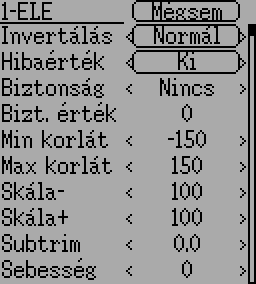 1-ELE Mégsem
Invertálás < Normál >
Hibaérték < Ki >
Biztonság < Nincs >
Bizt. érték 0
Min korlát < -150 >
Max korlát < 150 >
Skála- < 100 >
Skála+ < 100 >
Subtrim < 0.0 >
Sebesség < 0 >